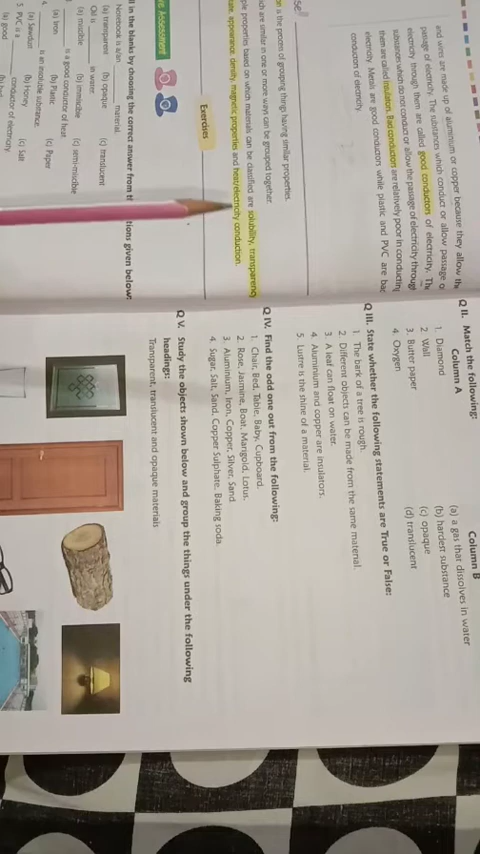 and wires are made up of aluminium or copper because they allow the
passage of electricity. The substances which conduct or allow passage o
electricity through them are called good conductors of electricity. Th
substances which do not conduct or allow the passage of electricity throug
them are called insulators. Bad conductors are relatively poor in conducting
electricity. Metals are good conductors while plastic and PVC are bad
conductors of electricity.
on is the process of grouping things having similar properties.
ich are similar in one or more ways can be grouped together.
ple properties based on which materials can be classified are solubility, transparency
state, appearance, density, magnetic properties and heat/electricity conduction.
Exercises
Assessment
ll in the blanks by choosing the correct answer from th tions given below:
Notebook is a/an material.
(a) transparent (b) opaque (c) translucent
Oil is in water.
(a) miscible (b) immiscible (c) semi-miscible
is a good conductor of heat
(a) Iron (b) Plastic (c) Paper
4. is an insoluble substance.
(a) Sawdust (b) Honey (c) Salt
5. PVC is a conductor of electricity.
(a) good (b) bad
Q II. Match the following:
Column A Column B
1. Diamond (a) a gas that dissolves in water
2. Wall (b) hardest substance
3. Butter paper (c) opaque
4. Oxygen (d) translucent
Q III. State whether the following statements are True or False:
1. The bark of a tree is rough.
2. Different objects can be made from the same material.
3. A leaf can float on water.
4. Aluminium and copper are insulators.
5. Lustre is the shine of a material.
Q IV. Find the odd one out from the following:
1. Chair, Bed, Table, Baby, Cupboard.
2. Rose, Jasmine, Boat, Marigold, Lotus.
3. Aluminium, Iron, Copper, Silver, Sand
4. Sugar, Salt, Sand, Copper Sulphate, Baking soda.
Q V. Study the objects shown below and group the things under the following
headings:
Transparent, translucent and opaque materials